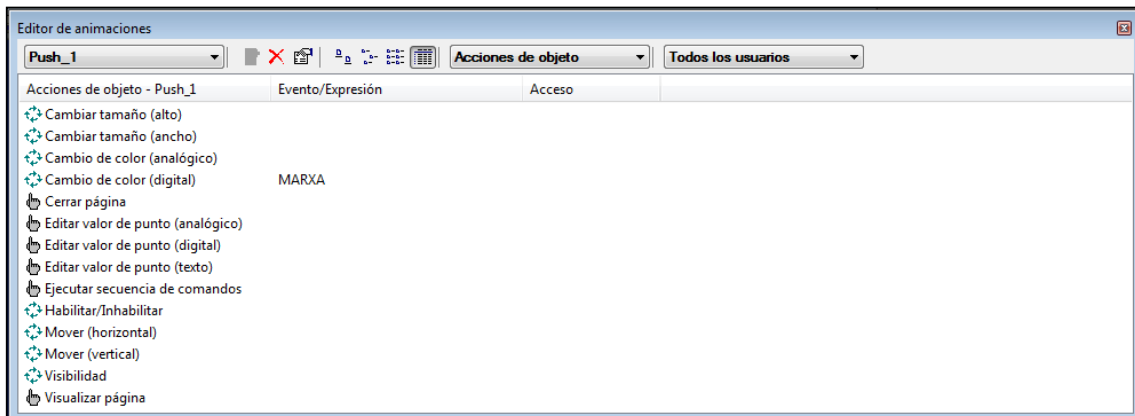 Editor de animaciones
Push_1 Acciones de objeto Todos los usuarios
Acciones de objeto - Push_1 Evento/Expresión Acceso
Cambiar tamaño (alto)
Cambiar tamaño (ancho)
Cambio de color (analógico)
Cambio de color (digital) MARXA
Cerrar página
Editar valor de punto (analógico)
Editar valor de punto (digital)
Editar valor de punto (texto)
Ejecutar secuencia de comandos
Habilitar/Inhabilitar
Mover (horizontal)
Mover (vertical)
Visibilidad
Visualizar página